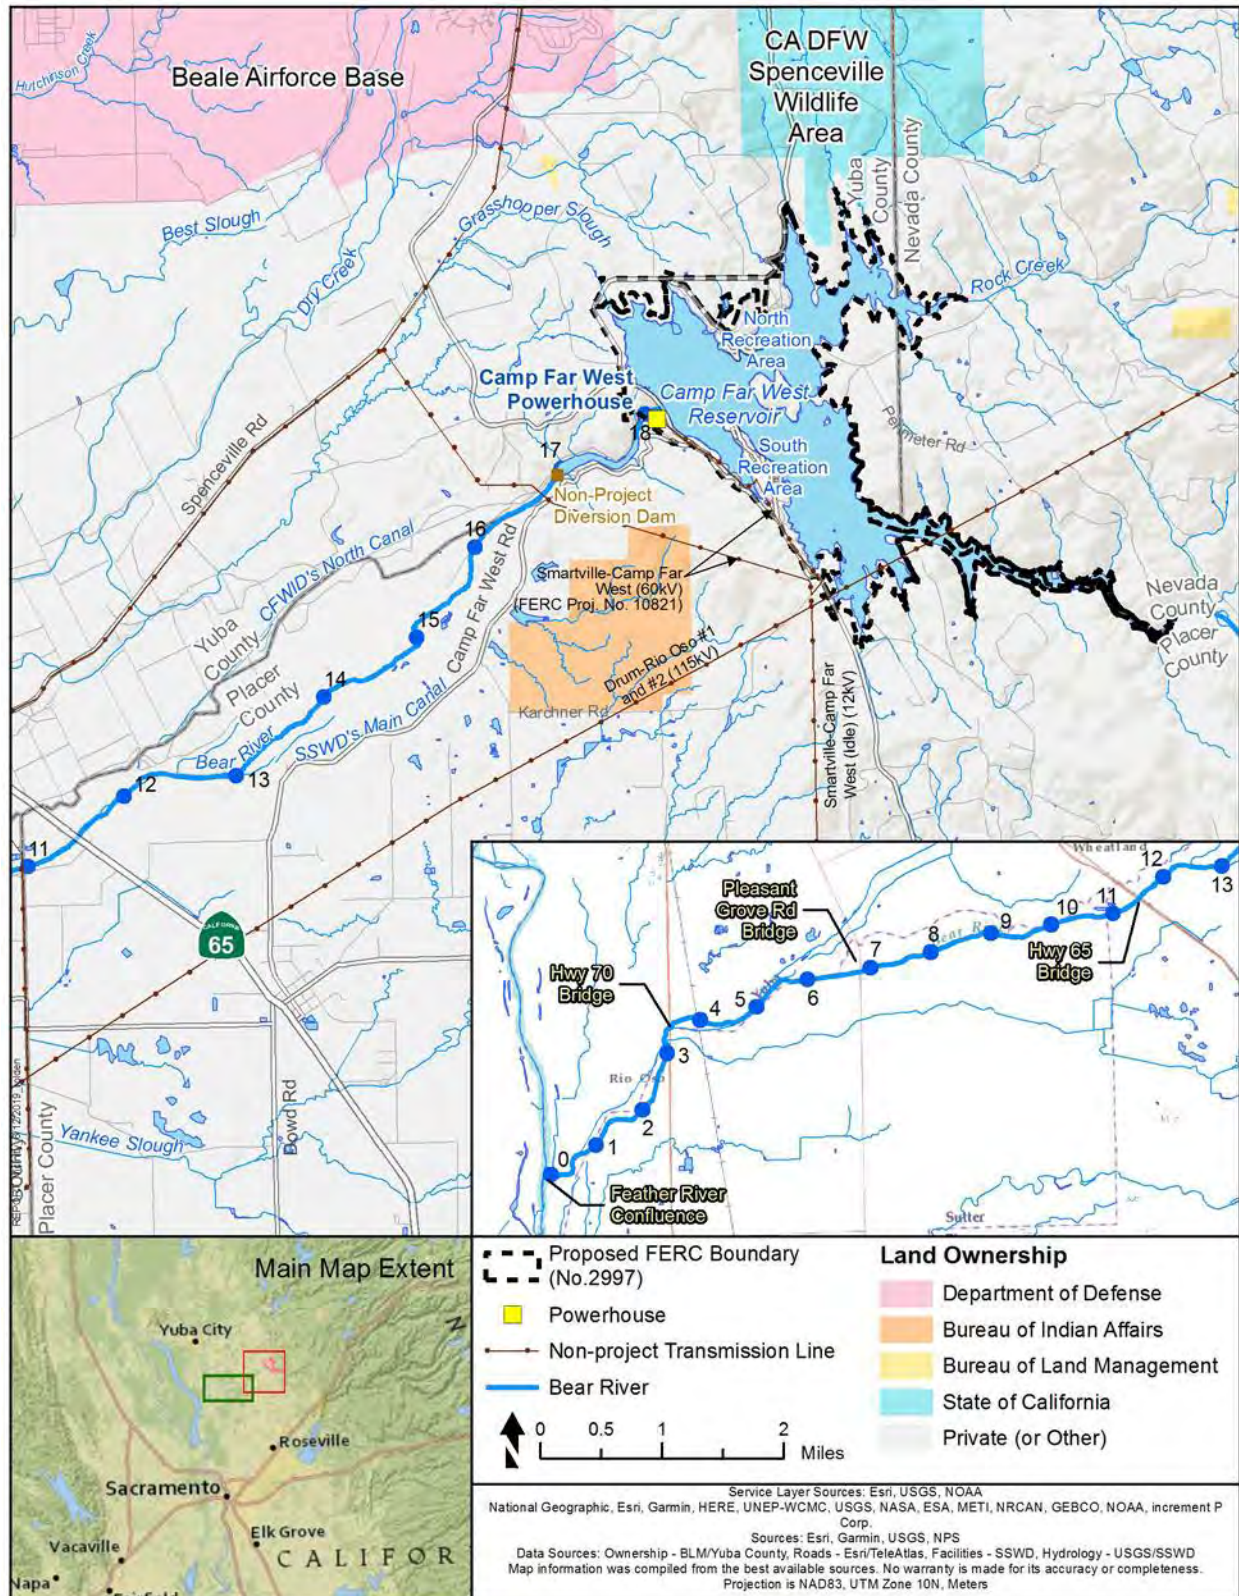 Hutchinson Creek
Beale Airforce Base
CA DFW
Spenceville
Wildlife
Area
Yuba
County
Nevada County
Best Slough
Dry Creek
Grasshopper Slough
Rock Creek
North
Recreation
Area
Camp Far West
Powerhouse
Camp Far West
Reservoir
18
South
Recreation
Area
Perimeter Rd
Spenceville Rd
17
Non-Project
Diversion Dam
16
CFWID's North Canal
Camp Far West Rd
Smartville-Camp Far
West (60kV)
(FERC Proj. No. 10821)
Nevada
County
Placer
County
Yuba
County
Placer
County
15
14
Drum-Rio Oso #1
and #2 (115kV)
Karchner Rd
SSWD's Main Canal
Bear River
13
12
11
Smartville-Camp Far
West (Idle) (12kV)
CALIFORNIA
65
Dowd Rd
Yankee Slough
Placer County
Wheatland
12
13
11
10
9
8
7
6
5
4
3
2
1
0
Pleasant
Grove Rd
Bridge
Hwy 65
Bridge
Hwy 70
Bridge
Yuba
Rio Oso
Feather River
Confluence
Sutter
Main Map Extent
Yuba City
Roseville
Sacramento
Elk Grove
Vacaville
CALIFOR
Napa
Fairfield
Proposed FERC Boundary
(No.2997)
Powerhouse
Non-project Transmission Line
Bear River
N
0 0.5 1 2
Miles
Land Ownership
Department of Defense
Bureau of Indian Affairs
Bureau of Land Management
State of California
Private (or Other)
Service Layer Sources: Esri, USGS, NOAA
National Geographic, Esri, Garmin, HERE, UNEP-WCMC, USGS, NASA, ESA, METI, NRCAN, GEBCO, NOAA, increment P
Corp.
Sources: Esri, Garmin, USGS, NPS
Data Sources: Ownership - BLM/Yuba County, Roads - Esri/TeleAtlas, Facilities - SSWD, Hydrology - USGS/SSWD
Map information was compiled from the best available sources. No warranty is made for its accuracy or completeness.
Projection is NAD83, UTM Zone 10N, Meters